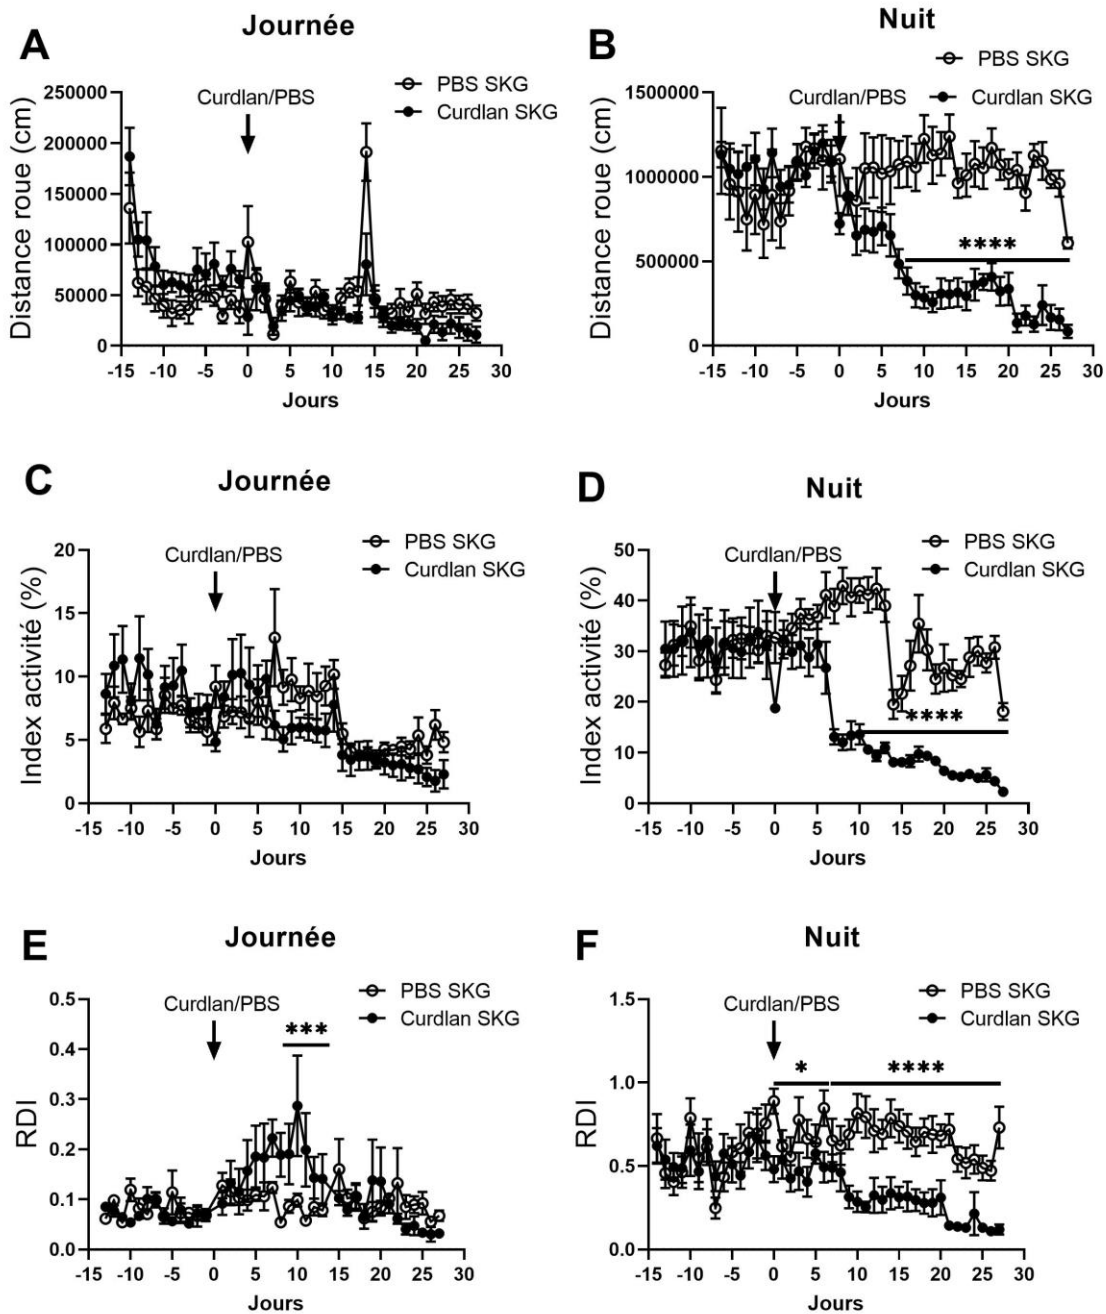 A
Journée
PBS SKG
Curdlan SKG
Curdlan/PBS
Distance roue (cm)
250000
200000
150000
100000
50000
0
-15 -10 -5 0 5 10 15 20 25 30
Jours
B
Nuit
PBS SKG
Curdlan SKG
Curdlan/PBS
Distance roue (cm)
1500000
1000000
500000
0
****
-15 -10 -5 0 5 10 15 20 25 30
Jours
C
Journée
PBS SKG
Curdlan SKG
Curdlan/PBS
Index activité (%)
20
15
10
5
0
-15 -10 -5 0 5 10 15 20 25 30
Jours
D
Nuit
PBS SKG
Curdlan SKG
Curdlan/PBS
Index activité (%)
50
40
30
20
10
0
****
-15 -10 -5 0 5 10 15 20 25 30
Jours
E
Journée
PBS SKG
Curdlan SKG
Curdlan/PBS
***
RDI
0.5
0.4
0.3
0.2
0.1
0.0
-15 -10 -5 0 5 10 15 20 25 30
Jours
F
Nuit
PBS SKG
Curdlan SKG
Curdlan/PBS
* ****
RDI
1.5
1.0
0.5
0.0
-15 -10 -5 0 5 10 15 20 25 30
Jours